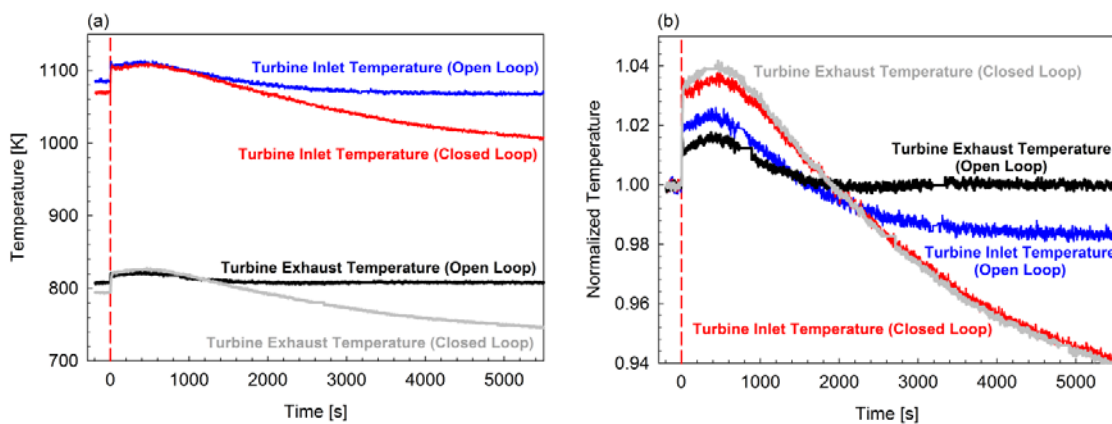 (a)
Temperature [K]
1100
1000
900
800
700
Turbine Inlet Temperature (Open Loop)
Turbine Inlet Temperature (Closed Loop)
Turbine Exhaust Temperature (Open Loop)
Turbine Exhaust Temperature (Closed Loop)
0 1000 2000 3000 4000 5000
Time [s]
(b)
Normalized Temperature
1.04
1.02
1.00
0.98
0.96
0.94
Turbine Exhaust Temperature (Closed Loop)
Turbine Exhaust Temperature
(Open Loop)
Turbine Inlet Temperature
(Open Loop)
Turbine Inlet Temperature (Closed Loop)
0 1000 2000 3000 4000 5000
Time [s]